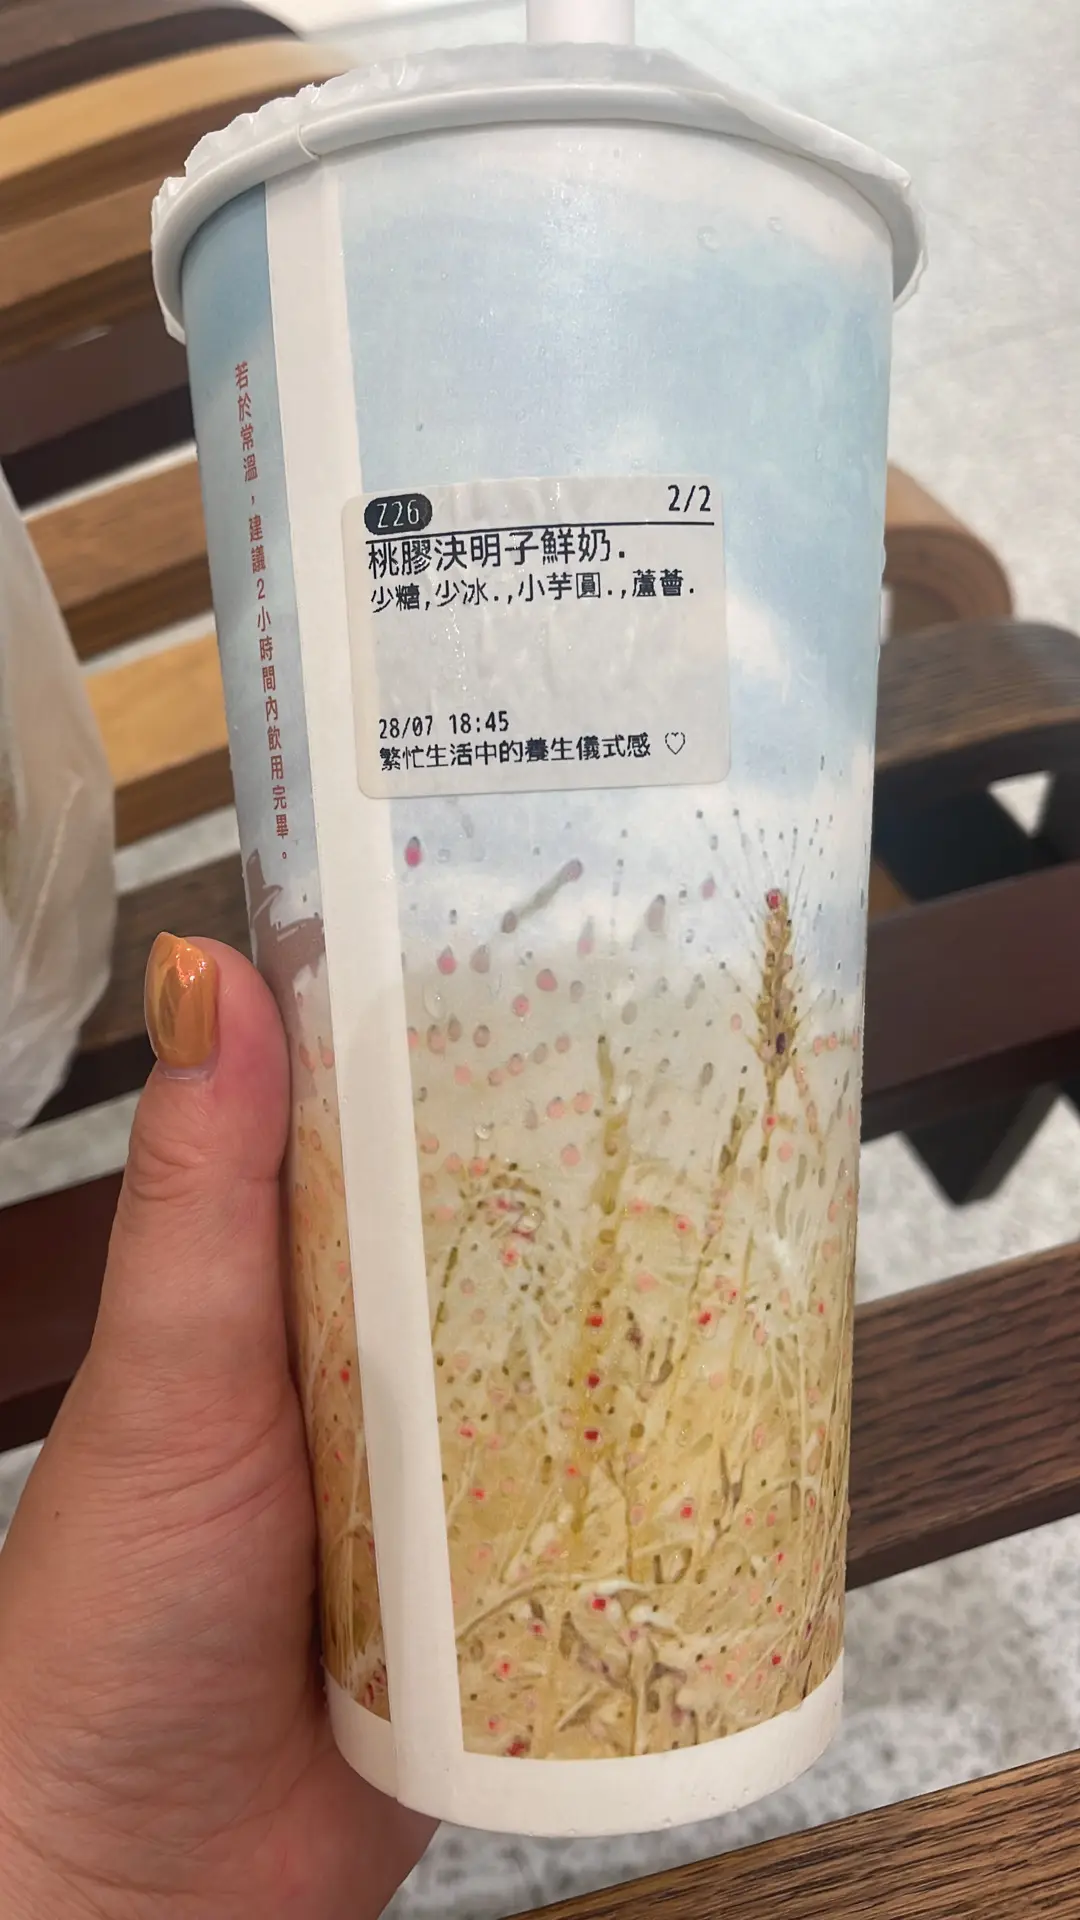 若於常溫，建議2小時間內飲用完畢。
Z26 2/2
桃膠決明子鮮奶.
少糖,少冰.,小芋圓.,蘆薈.
28/07 18:45
繁忙生活中的養生儀式感 ♡